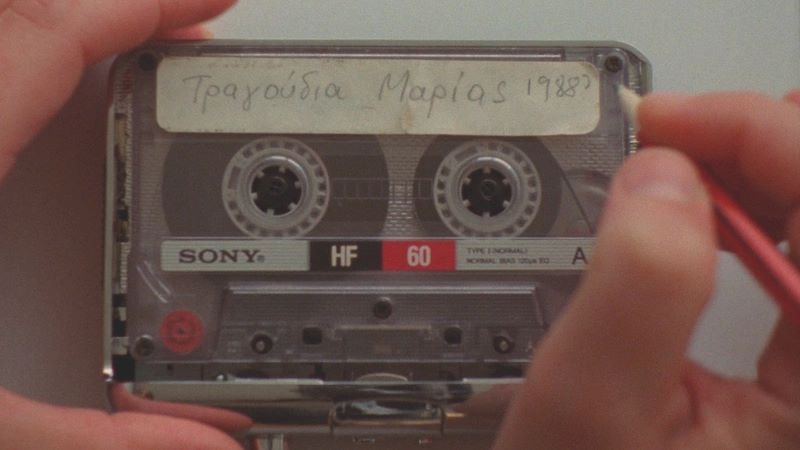 Τραγούδια Μαρίας 1988?
SONY®
HF
60
TYPE I (NORMAL)
NORMAL BIAS 120μs EQ
A